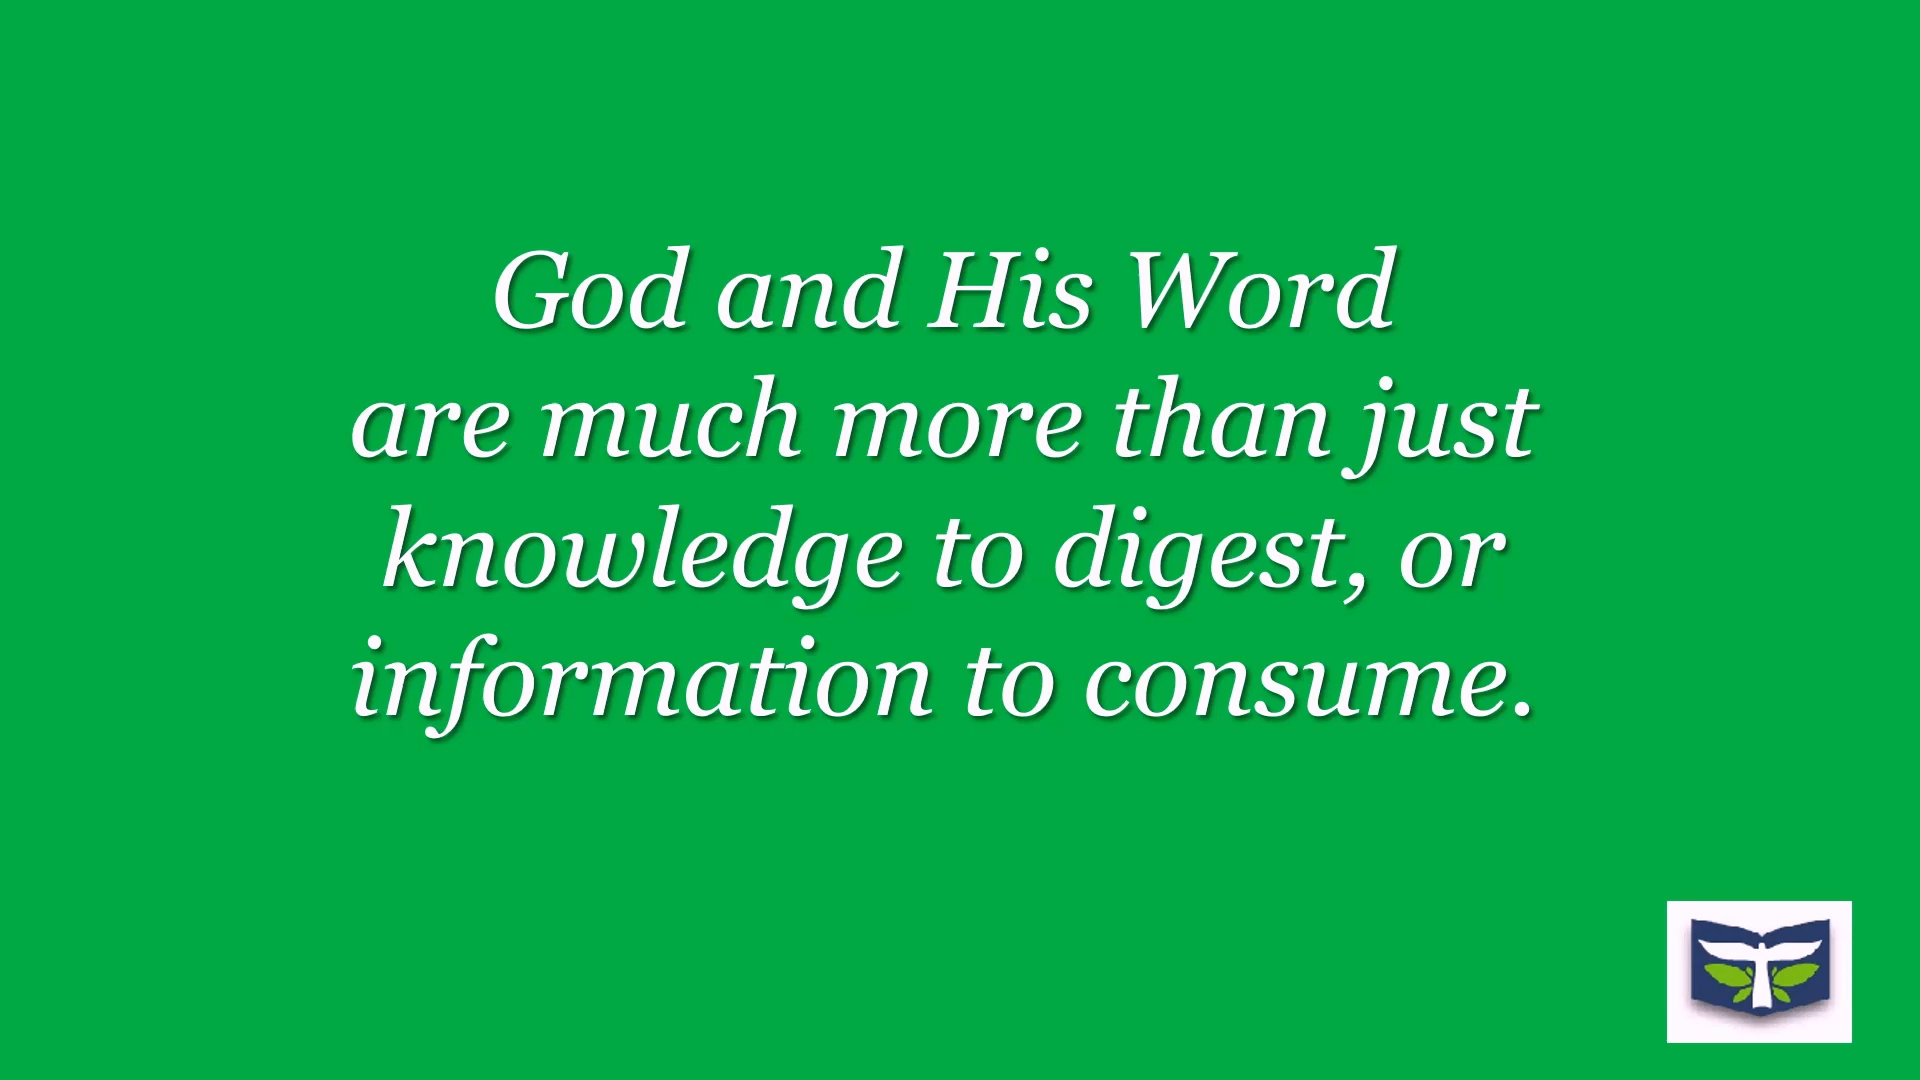 God and His Word
are much more than just
knowledge to digest, or
information to consume.